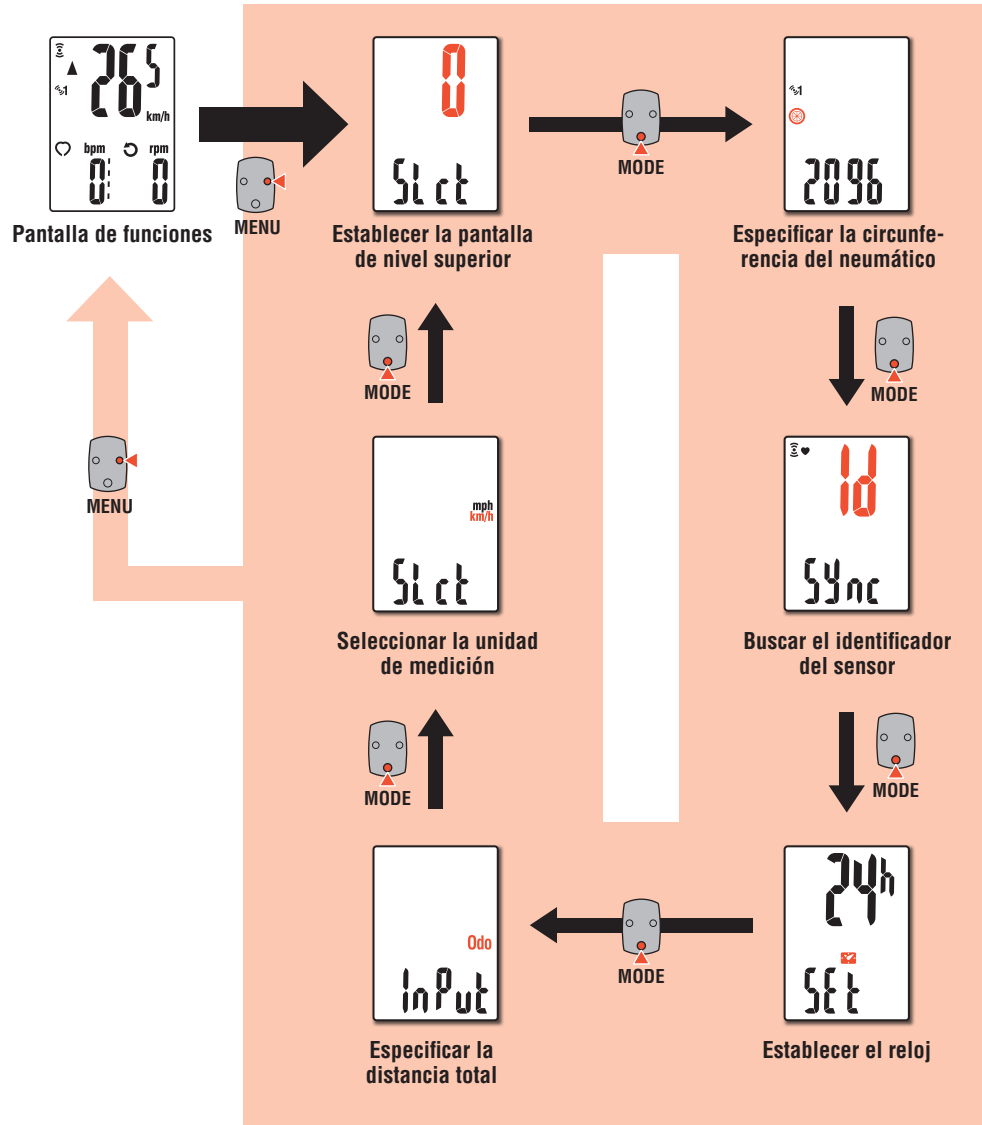 26 5
km/h
bpm
rpm
0
0
1
Pantalla de funciones
MENU
0
Slct
Establecer la pantalla
de nivel superior
MODE
1
2096
Especificar la circunfe-
rencia del neumático
MODE
Id
SYnc
Buscar el identificador
del sensor
MODE
24h
SEt
Establecer el reloj
MODE
Odo
InPut
Especificar la
distancia total
MODE
mph
km/h
Slct
Seleccionar la unidad
de medición
MODE
MENU